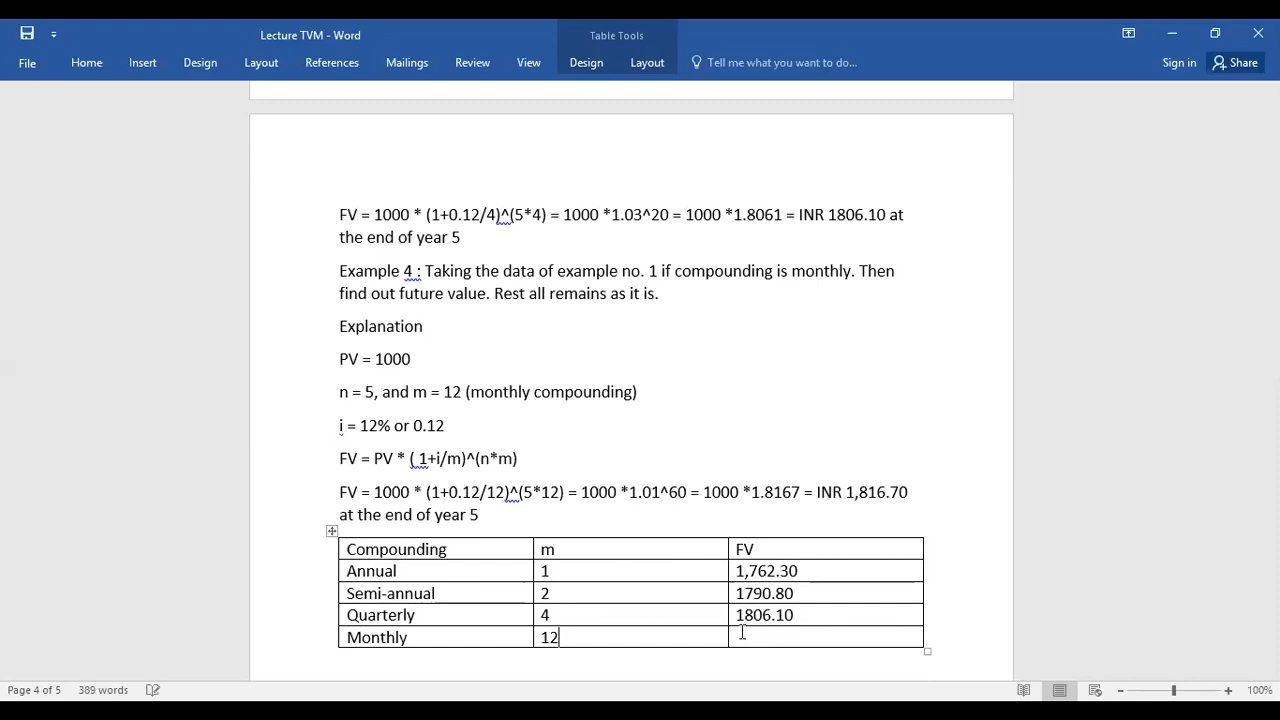 Lecture TVM - Word
Table Tools
File Home Insert Design Layout References Mailings Review View Design Layout Tell me what you want to do... Sign in Share
FV = 1000 * (1+0.12/4)^(5*4) = 1000 *1.03^20 = 1000 *1.8061 = INR 1806.10 at
the end of year 5
Example 4 : Taking the data of example no. 1 if compounding is monthly. Then
find out future value. Rest all remains as it is.
Explanation
PV = 1000
n = 5, and m = 12 (monthly compounding)
i = 12% or 0.12
FV = PV * ( 1+i/m)^(n*m)
FV = 1000 * (1+0.12/12)^(5*12) = 1000 *1.01^60 = 1000 *1.8167 = INR 1,816.70
at the end of year 5
Compounding m FV
Annual 1 1,762.30
Semi-annual 2 1790.80
Quarterly 4 1806.10
Monthly 12
Page 4 of 5 389 words 100%